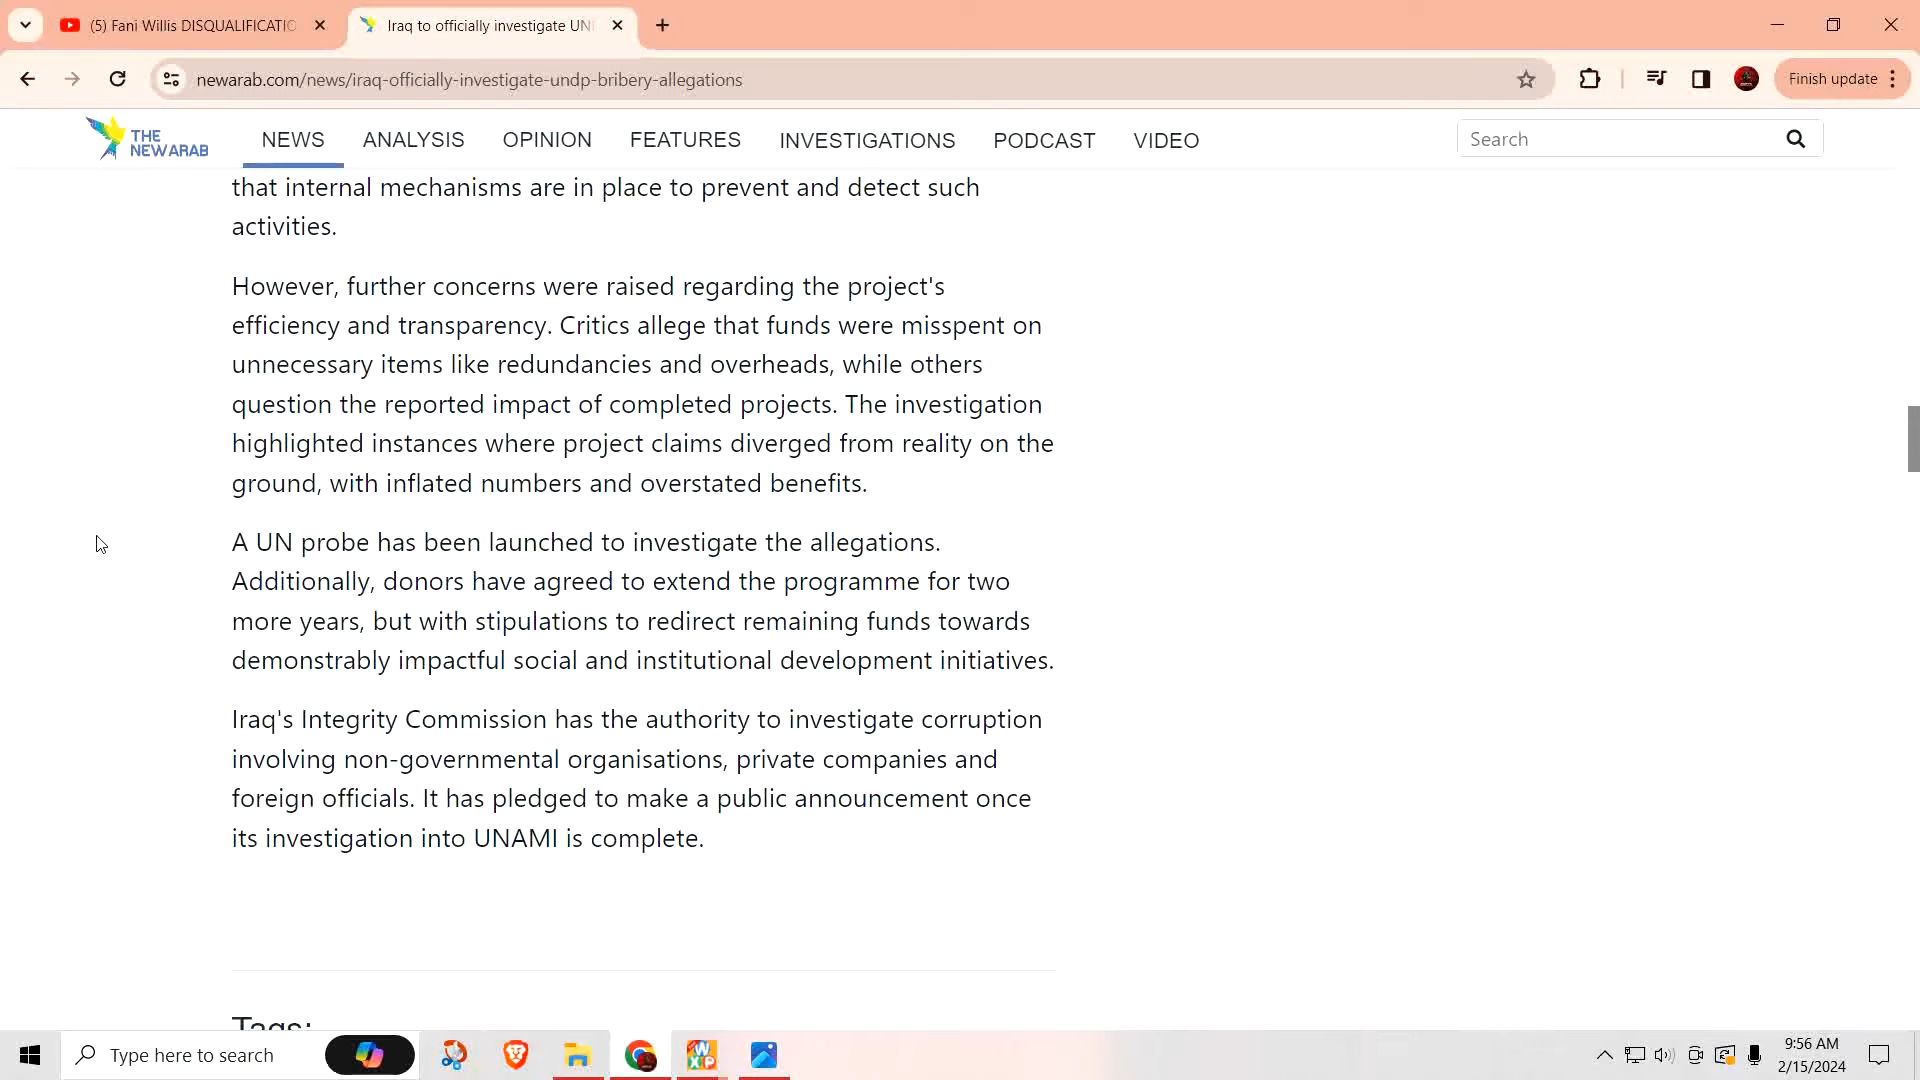 (5) Fani Willis DISQUALIFICATIO
Iraq to officially investigate UN
newarab.com/news/iraq-officially-investigate-undp-bribery-allegations
Finish update
THE
NEWARAB
NEWS
ANALYSIS
OPINION
FEATURES
INVESTIGATIONS
PODCAST
VIDEO
Search
that internal mechanisms are in place to prevent and detect such
activities.
However, further concerns were raised regarding the project's
efficiency and transparency. Critics allege that funds were misspent on
unnecessary items like redundancies and overheads, while others
question the reported impact of completed projects. The investigation
highlighted instances where project claims diverged from reality on the
ground, with inflated numbers and overstated benefits.
A UN probe has been launched to investigate the allegations.
Additionally, donors have agreed to extend the programme for two
more years, but with stipulations to redirect remaining funds towards
demonstrably impactful social and institutional development initiatives.
Iraq's Integrity Commission has the authority to investigate corruption
involving non-governmental organisations, private companies and
foreign officials. It has pledged to make a public announcement once
its investigation into UNAMI is complete.
Tags:
Type here to search
WXP
9:56 AM
2/15/2024